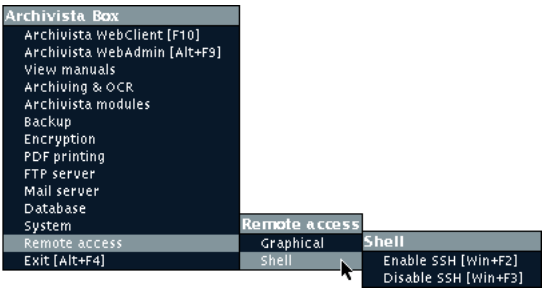 Archivista Box
Archivista WebClient [F10]
Archivista WebAdmin [Alt+F9]
View manuals
Archiving & OCR
Archivista modules
Backup
Encryption
PDF printing
FTP server
Mail server
Database
System
Remote access
Exit [Alt+F4]
Remote access
Graphical
Shell
Shell
Enable SSH [Win+F2]
Disable SSH [Win+F3]